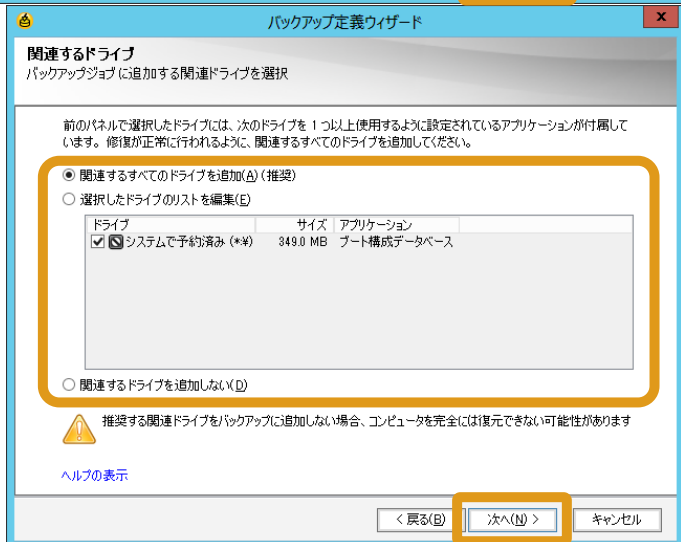 バックアップ定義ウィザード
x
関連するドライブ
バックアップジョブに追加する関連ドライブを選択
前のパネルで選択したドライブには、次のドライブを 1 つ以上使用するように設定されているアプリケーションが付属して
います。修復が正常に行われるように、関連するすべてのドライブを追加してください。
関連するすべてのドライブを追加(A) (推奨)
選択したドライブのリストを編集(E)
ドライブ サイズ アプリケーション
システムで予約済み (*¥) 349.0 MB ブート構成データベース
関連するドライブを追加しない(D)
推奨する関連ドライブをバックアップに追加しない場合、コンピュータを完全には復元できない可能性があります
ヘルプの表示
< 戻る(B) 次へ(N) > キャンセル